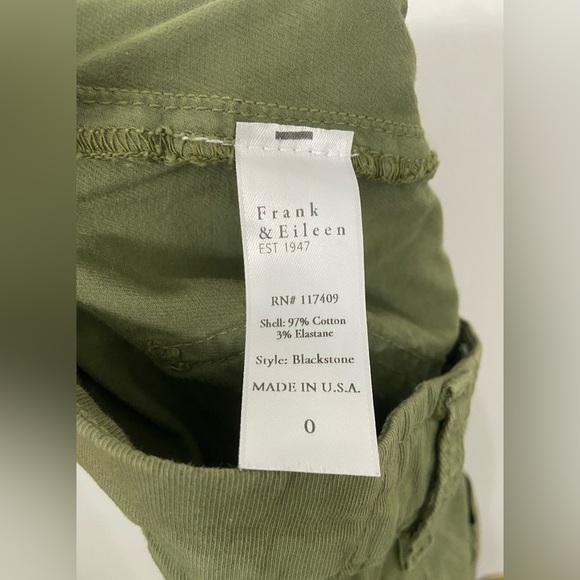 Frank
& Eileen
EST 1947
RN# 117409
Shell: 97% Cotton
3% Elastane
Style: Blackstone
MADE IN U.S.A.
0